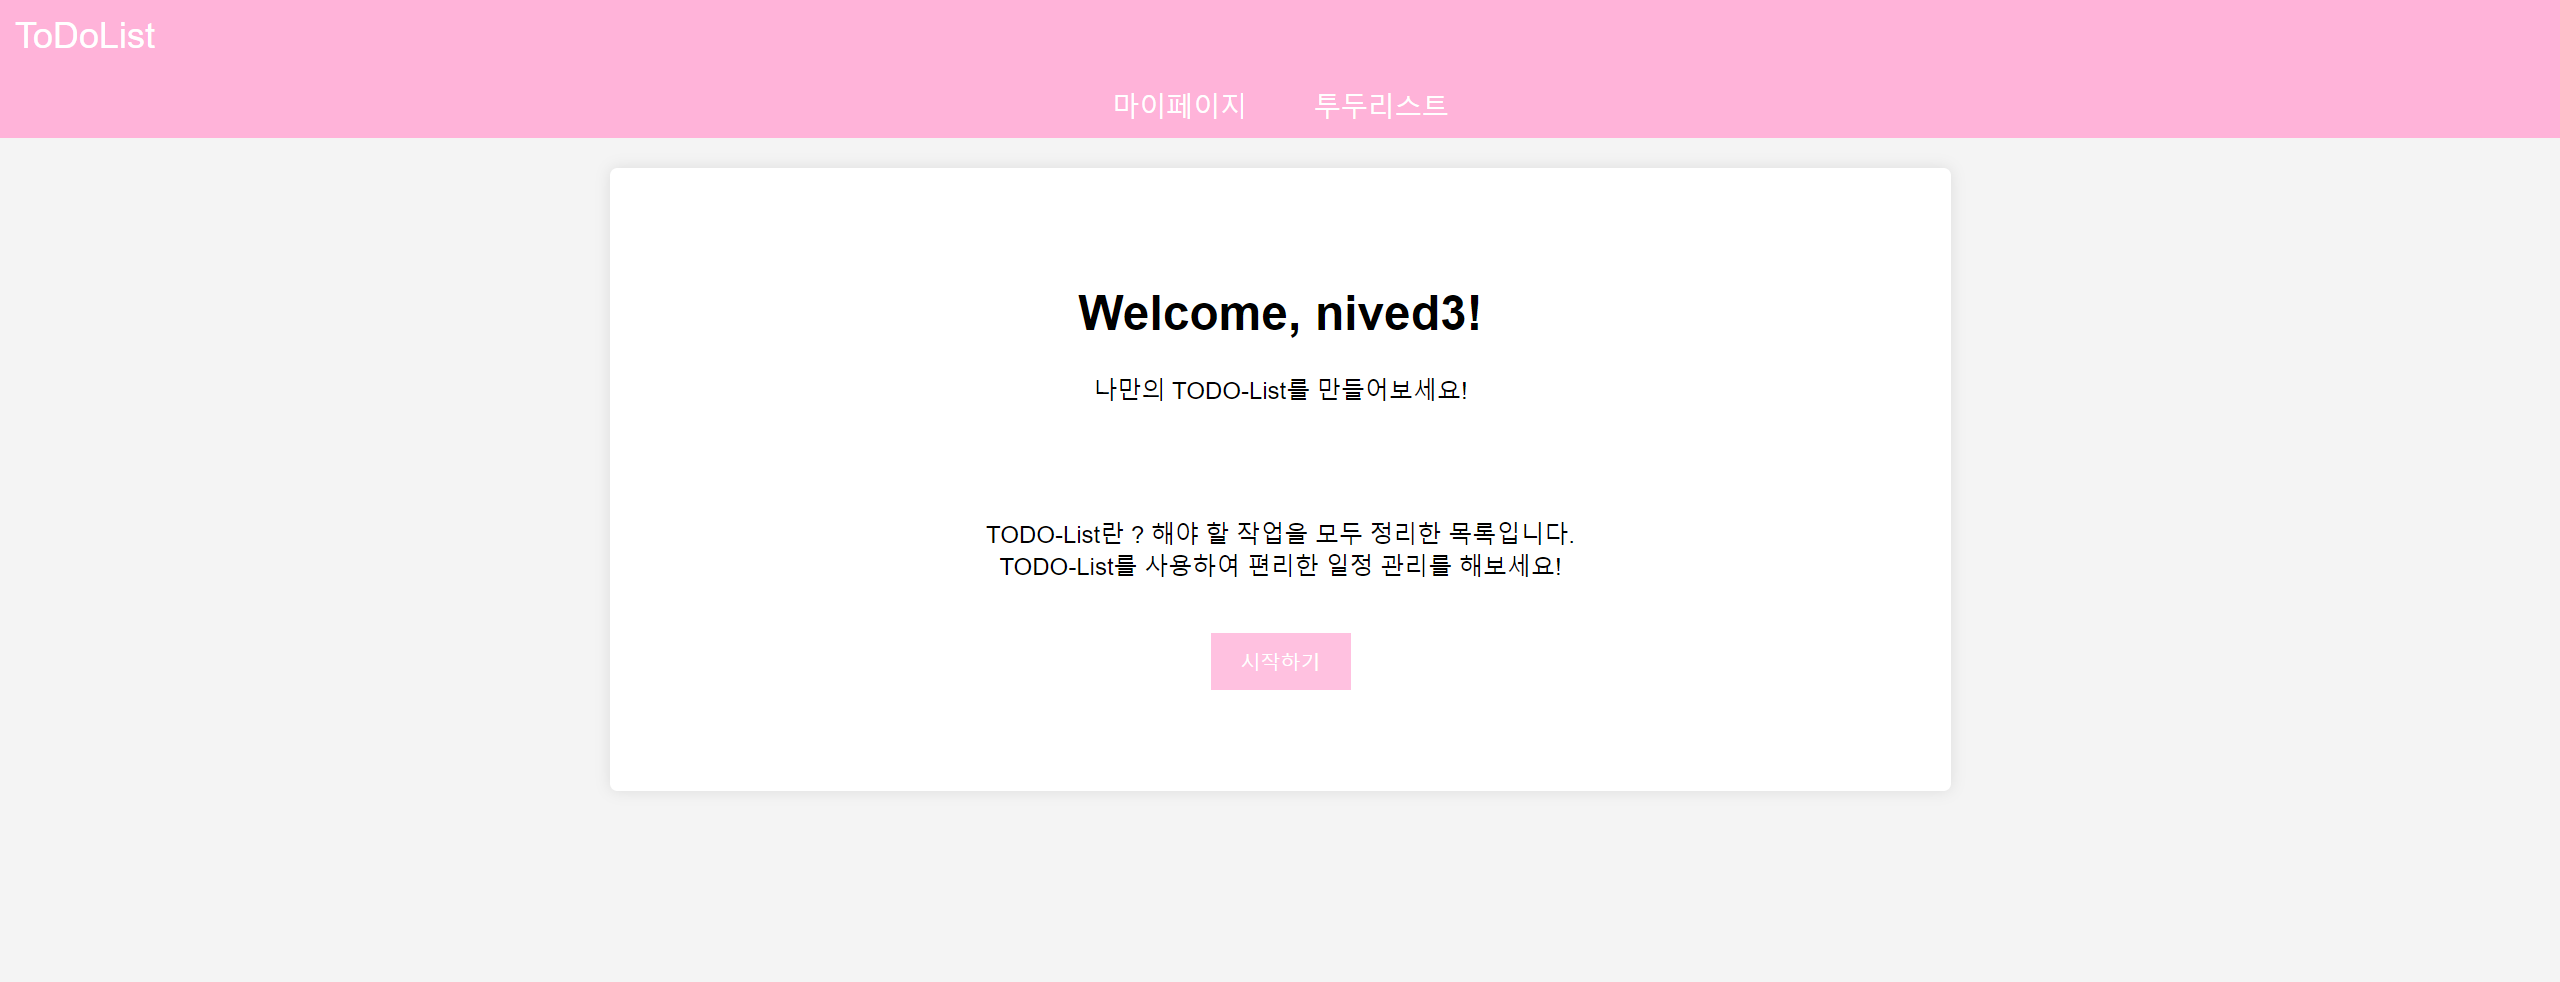 ToDoList
마이페이지 투두리스트
Welcome, nived3!
나만의 TODO-List를 만들어보세요!
TODO-List란 ? 해야 할 작업을 모두 정리한 목록입니다.
TODO-List를 사용하여 편리한 일정 관리를 해보세요!
시작하기